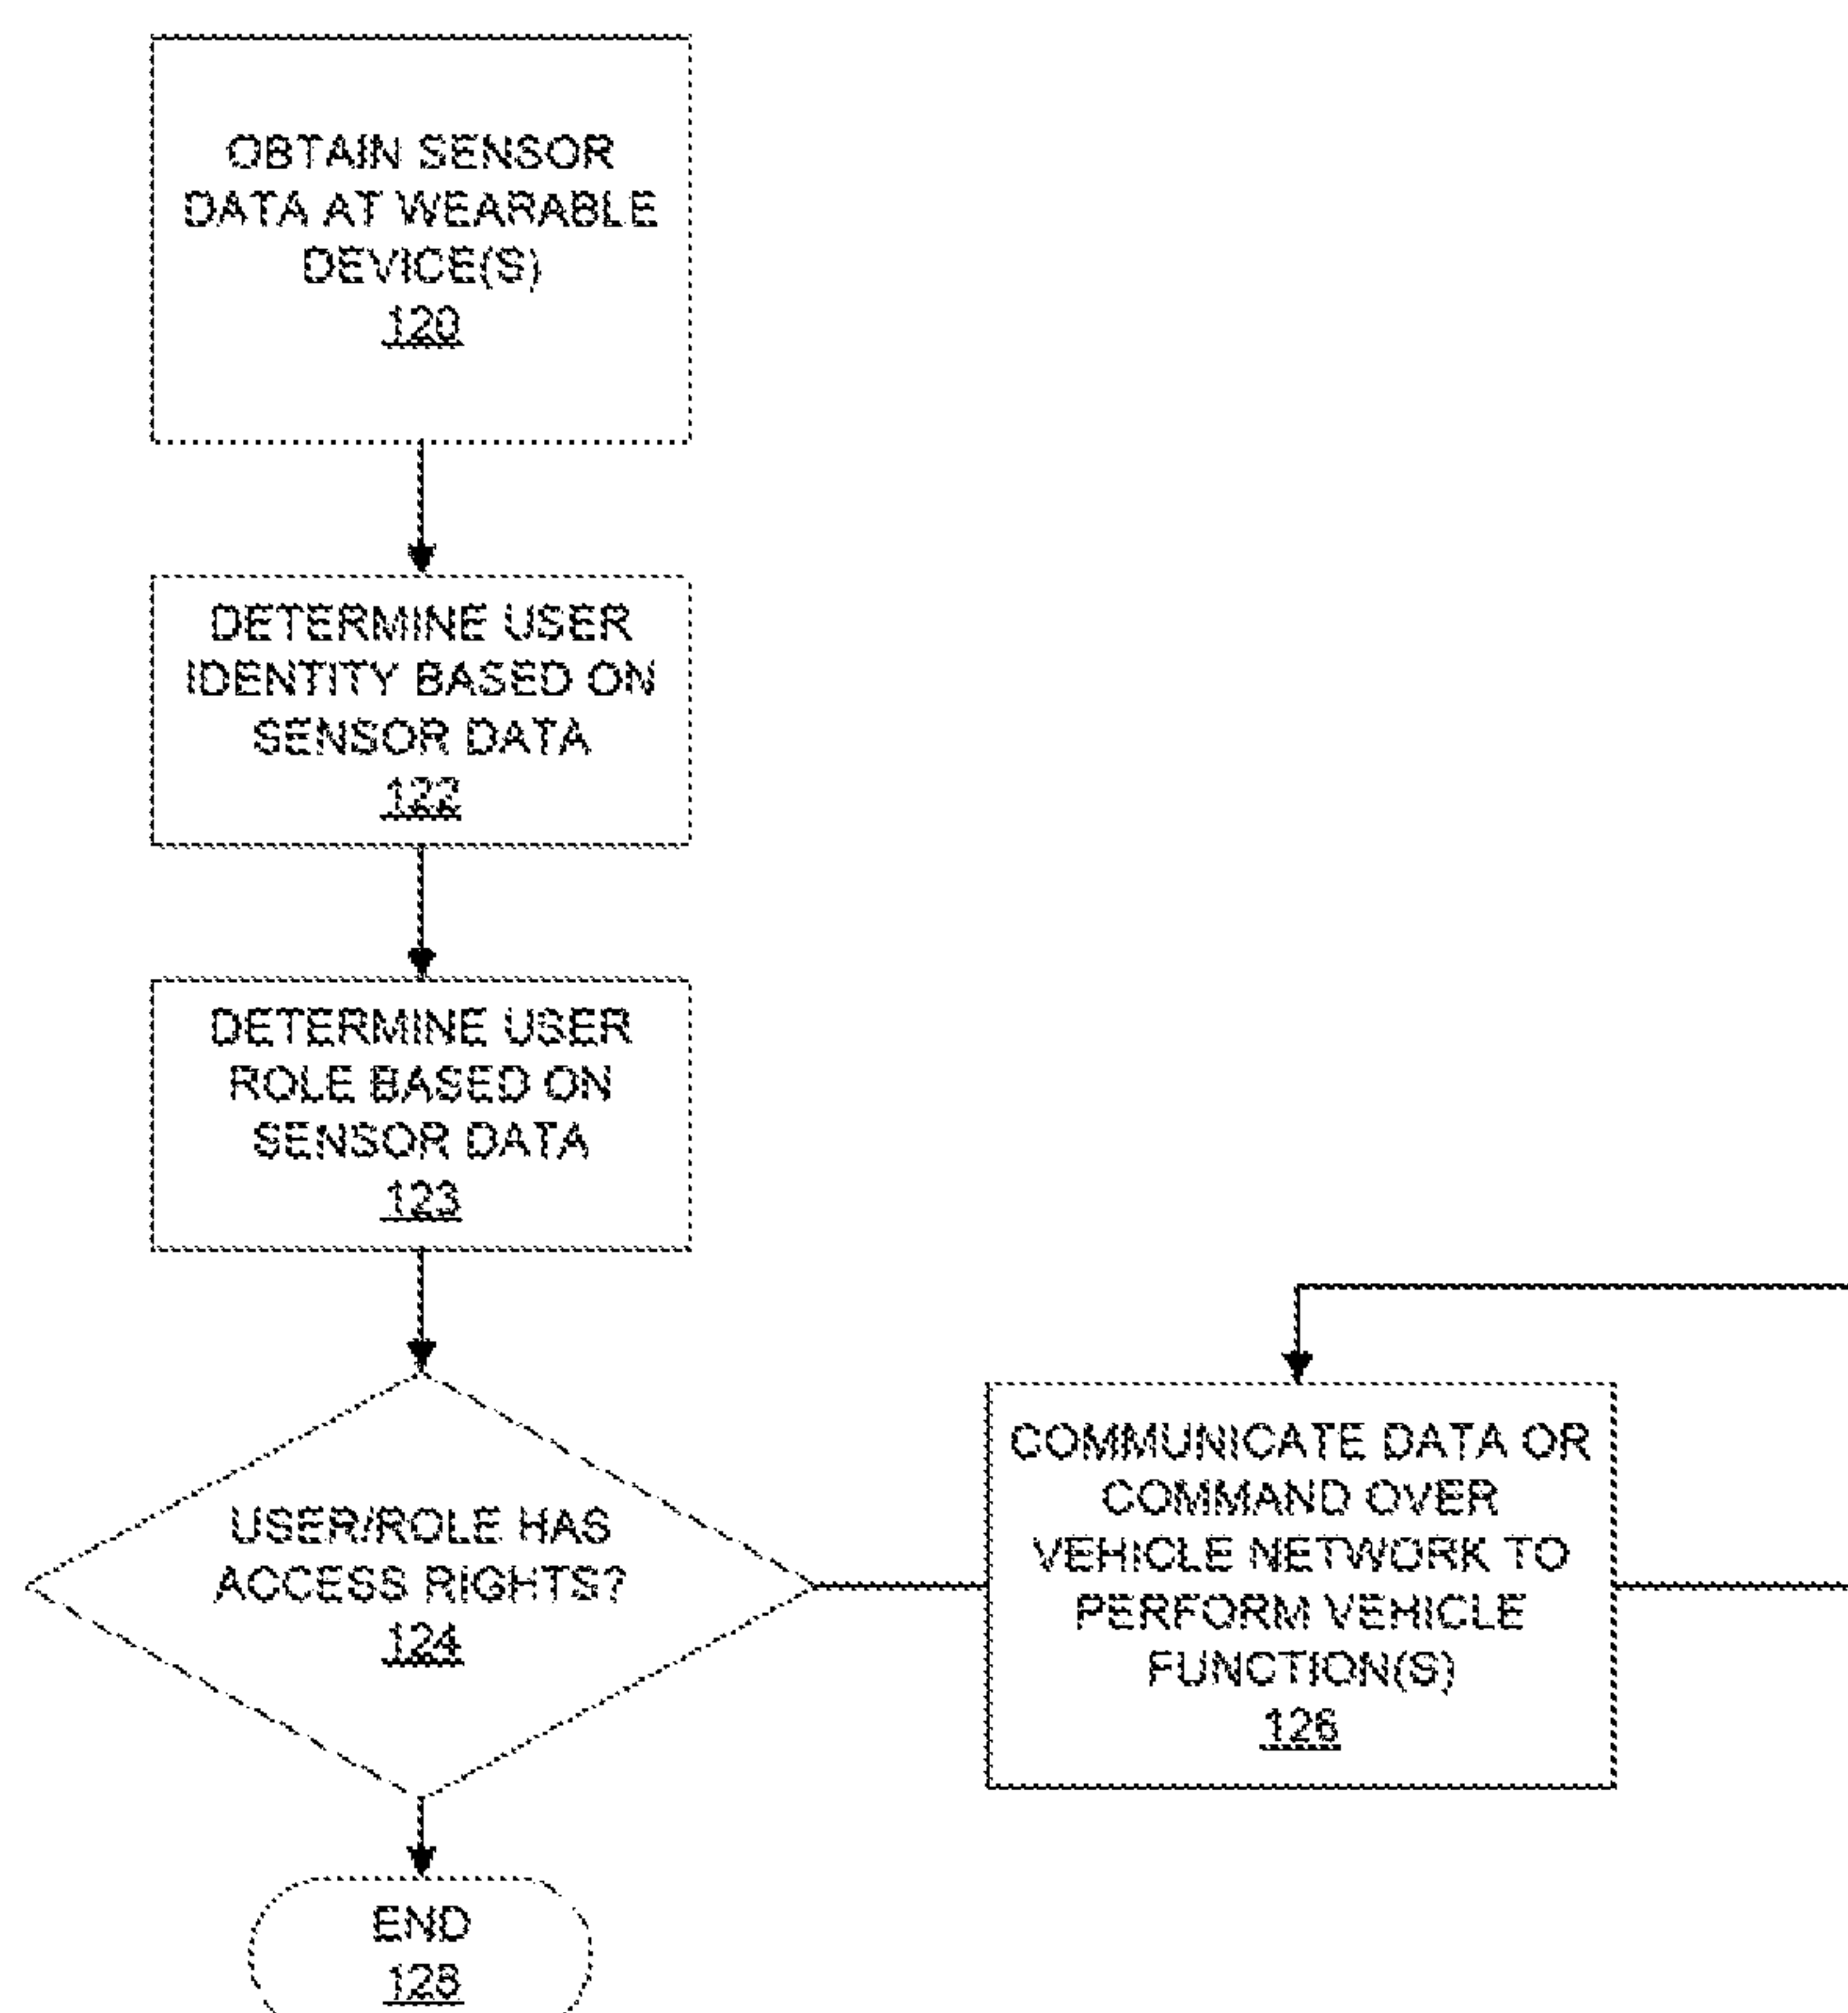 OBTAIN SENSOR
DATA AT WEARABLE
DEVICE(S)
120
DETERMINE USER
IDENTITY BASED ON
SENSOR DATA
122
DETERMINE USER
ROLE BASED ON
SENSOR DATA
123
USER/ROLE HAS
ACCESS RIGHTS?
124
COMMUNICATE DATA OR
COMMAND OVER
VEHICLE NETWORK TO
PERFORM VEHICLE
FUNCTION(S)
126
END
128